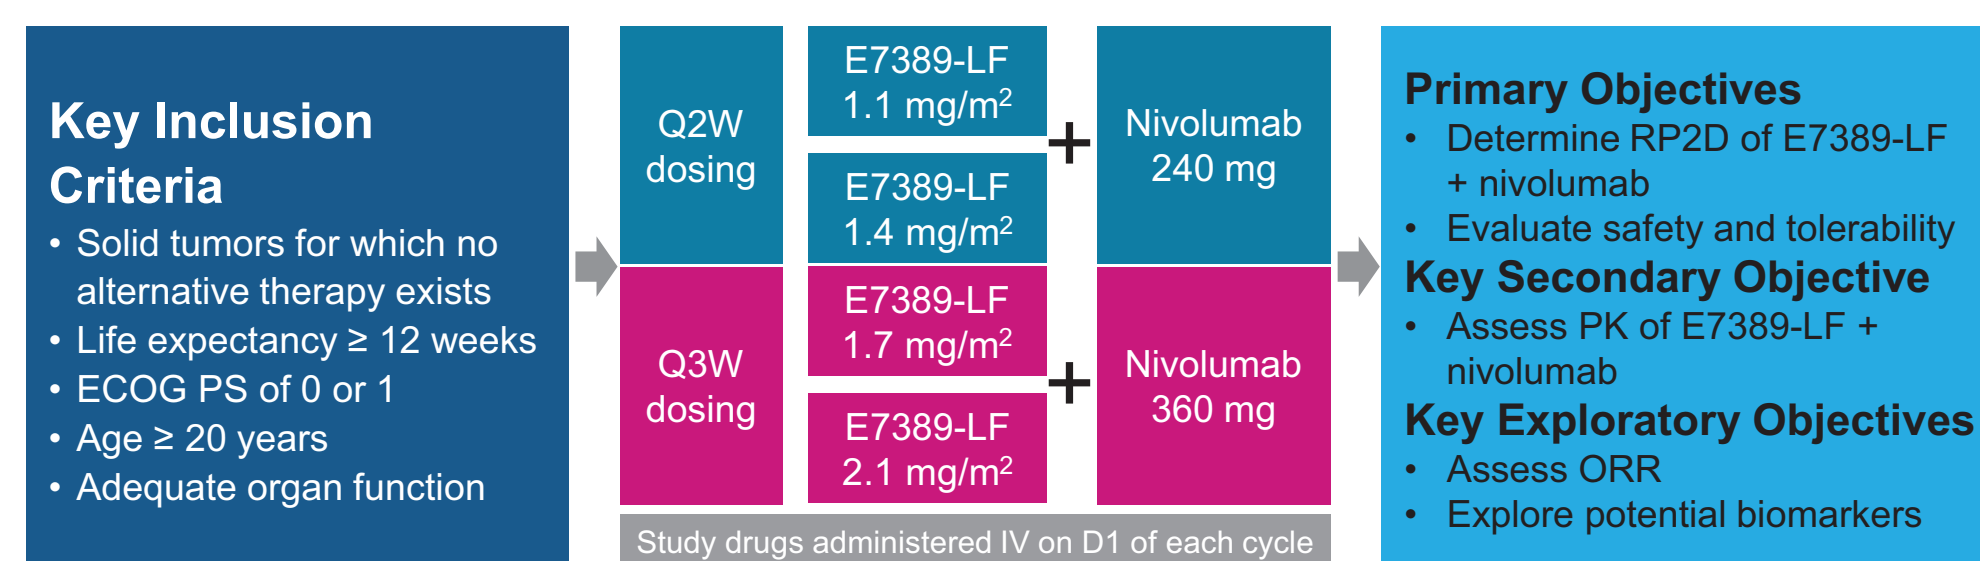 Key Inclusion
Criteria
• Solid tumors for which no
alternative therapy exists
• Life expectancy ≥ 12 weeks
• ECOG PS of 0 or 1
• Age ≥ 20 years
• Adequate organ function
Q2W
dosing
E7389-LF
1.1 mg/m²
E7389-LF
1.4 mg/m²
+
Nivolumab
240 mg
Q3W
dosing
E7389-LF
1.7 mg/m²
E7389-LF
2.1 mg/m²
+
Nivolumab
360 mg
Study drugs administered IV on D1 of each cycle
Primary Objectives
• Determine RP2D of E7389-LF
+ nivolumab
• Evaluate safety and tolerability
Key Secondary Objective
• Assess PK of E7389-LF +
nivolumab
Key Exploratory Objectives
• Assess ORR
• Explore potential biomarkers